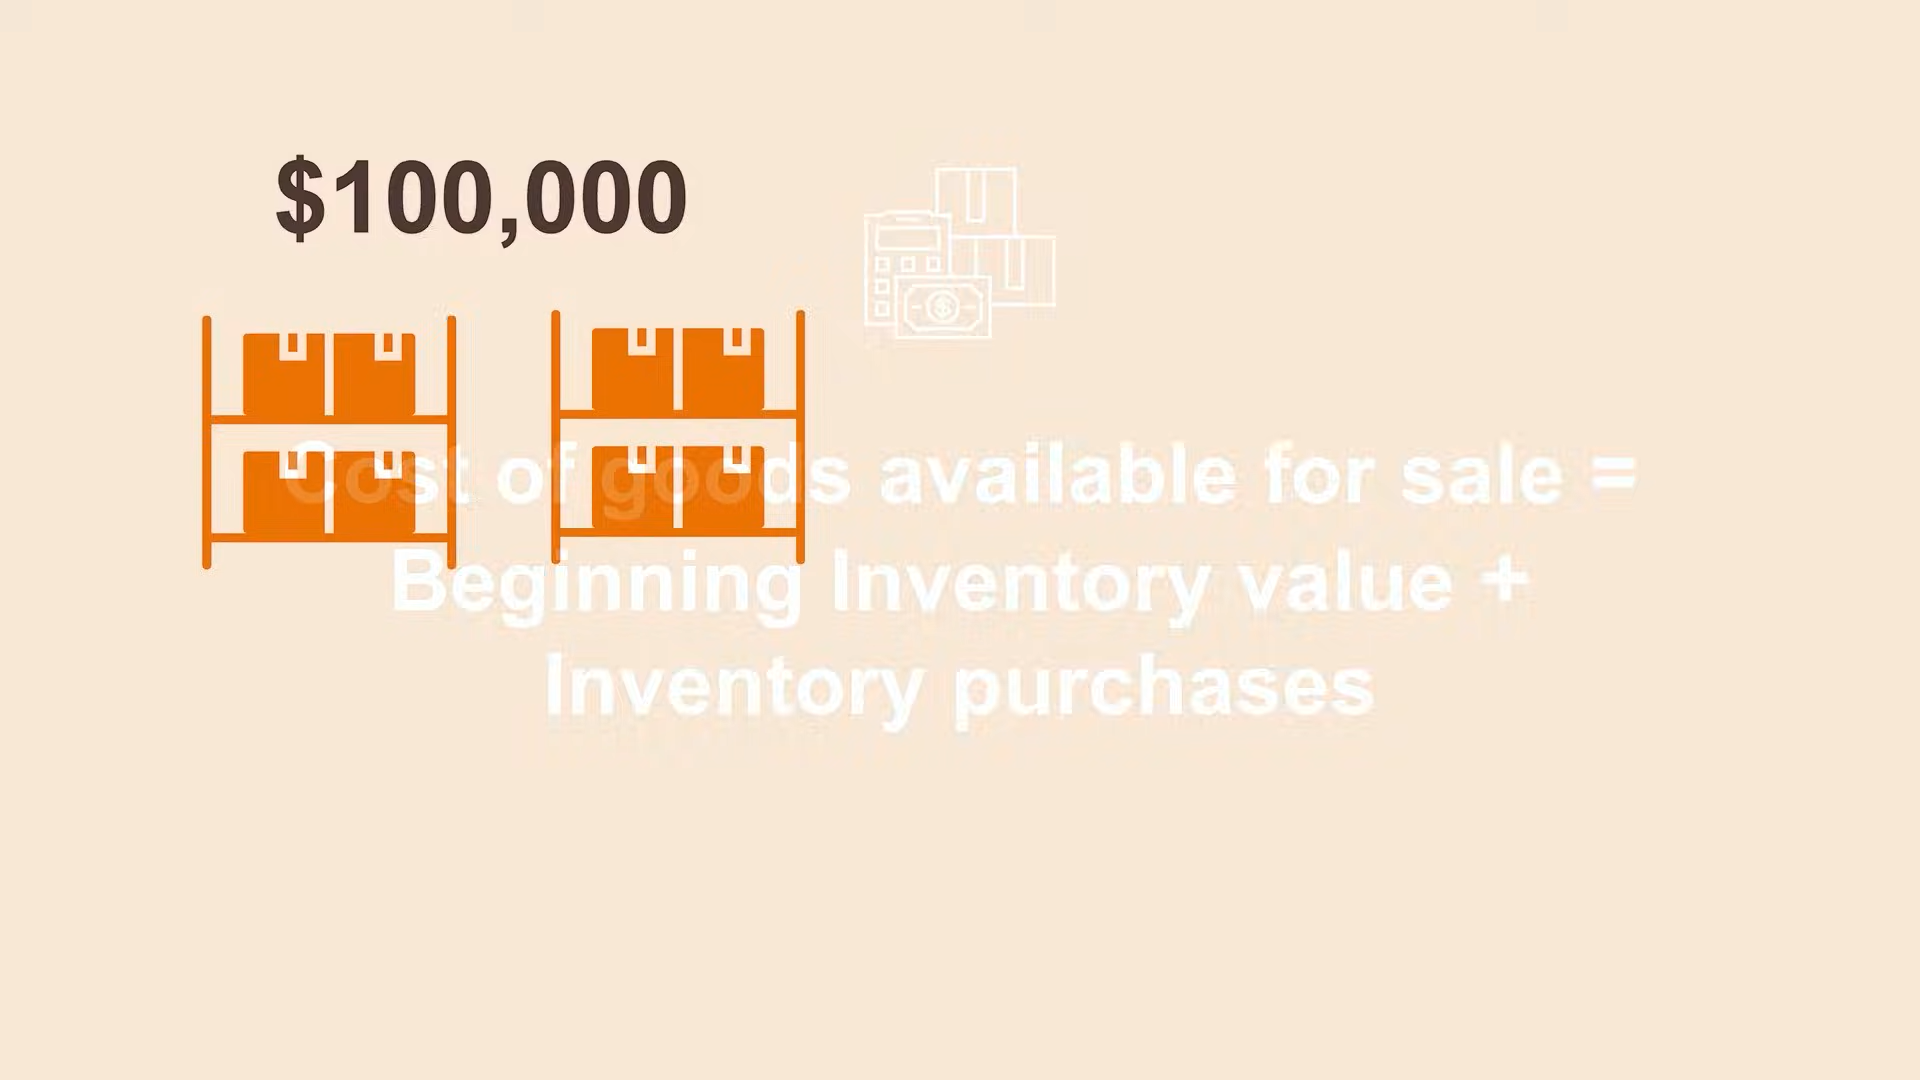 $100,000
Cost of goods available for sale =
Beginning Inventory value +
Inventory purchases